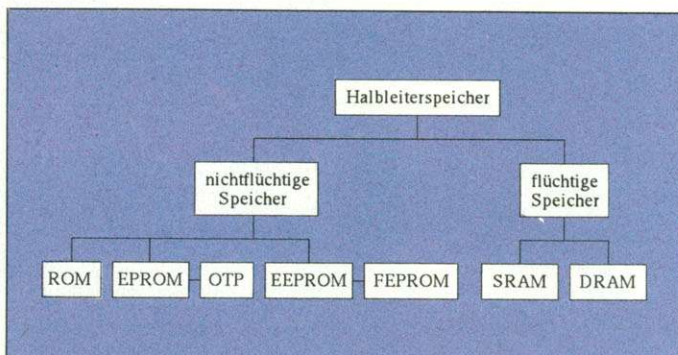 Halbleiterspeicher
nichtflüchtige
Speicher
flüchtige
Speicher
ROM
EPROM
OTP
EEPROM
FEPROM
SRAM
DRAM